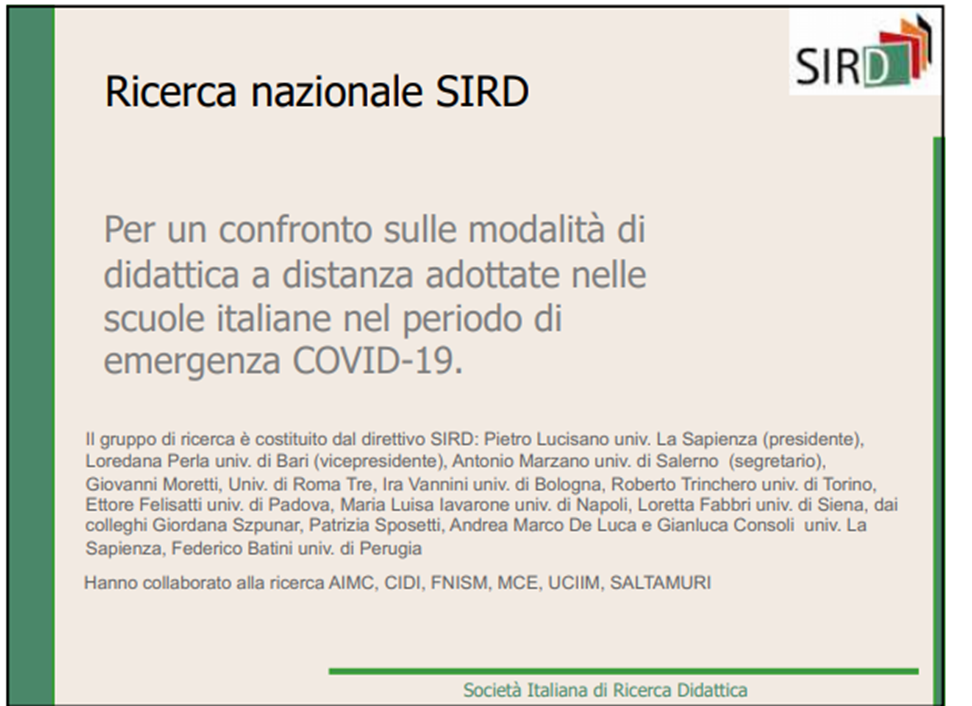 SIRD
Ricerca nazionale SIRD
Per un confronto sulle modalità di
didattica a distanza adottate nelle
scuole italiane nel periodo di
emergenza COVID-19.
Il gruppo di ricerca è costituito dal direttivo SIRD: Pietro Lucisano univ. La Sapienza (presidente),
Loredana Perla univ. di Bari (vicepresidente), Antonio Marzano univ. di Salerno (segretario),
Giovanni Moretti, Univ. di Roma Tre, Ira Vannini univ. di Bologna, Roberto Trinchero univ. di Torino,
Ettore Felisatti univ. di Padova, Maria Luisa Iavarone univ. di Napoli, Loretta Fabbri univ. di Siena, dai
colleghi Giordana Szpunar, Patrizia Sposetti, Andrea Marco De Luca e Gianluca Consoli univ. La
Sapienza, Federico Batini univ. di Perugia
Hanno collaborato alla ricerca AIMC, CIDI, FNISM, MCE, UCIIM, SALTAMURI
Società Italiana di Ricerca Didattica